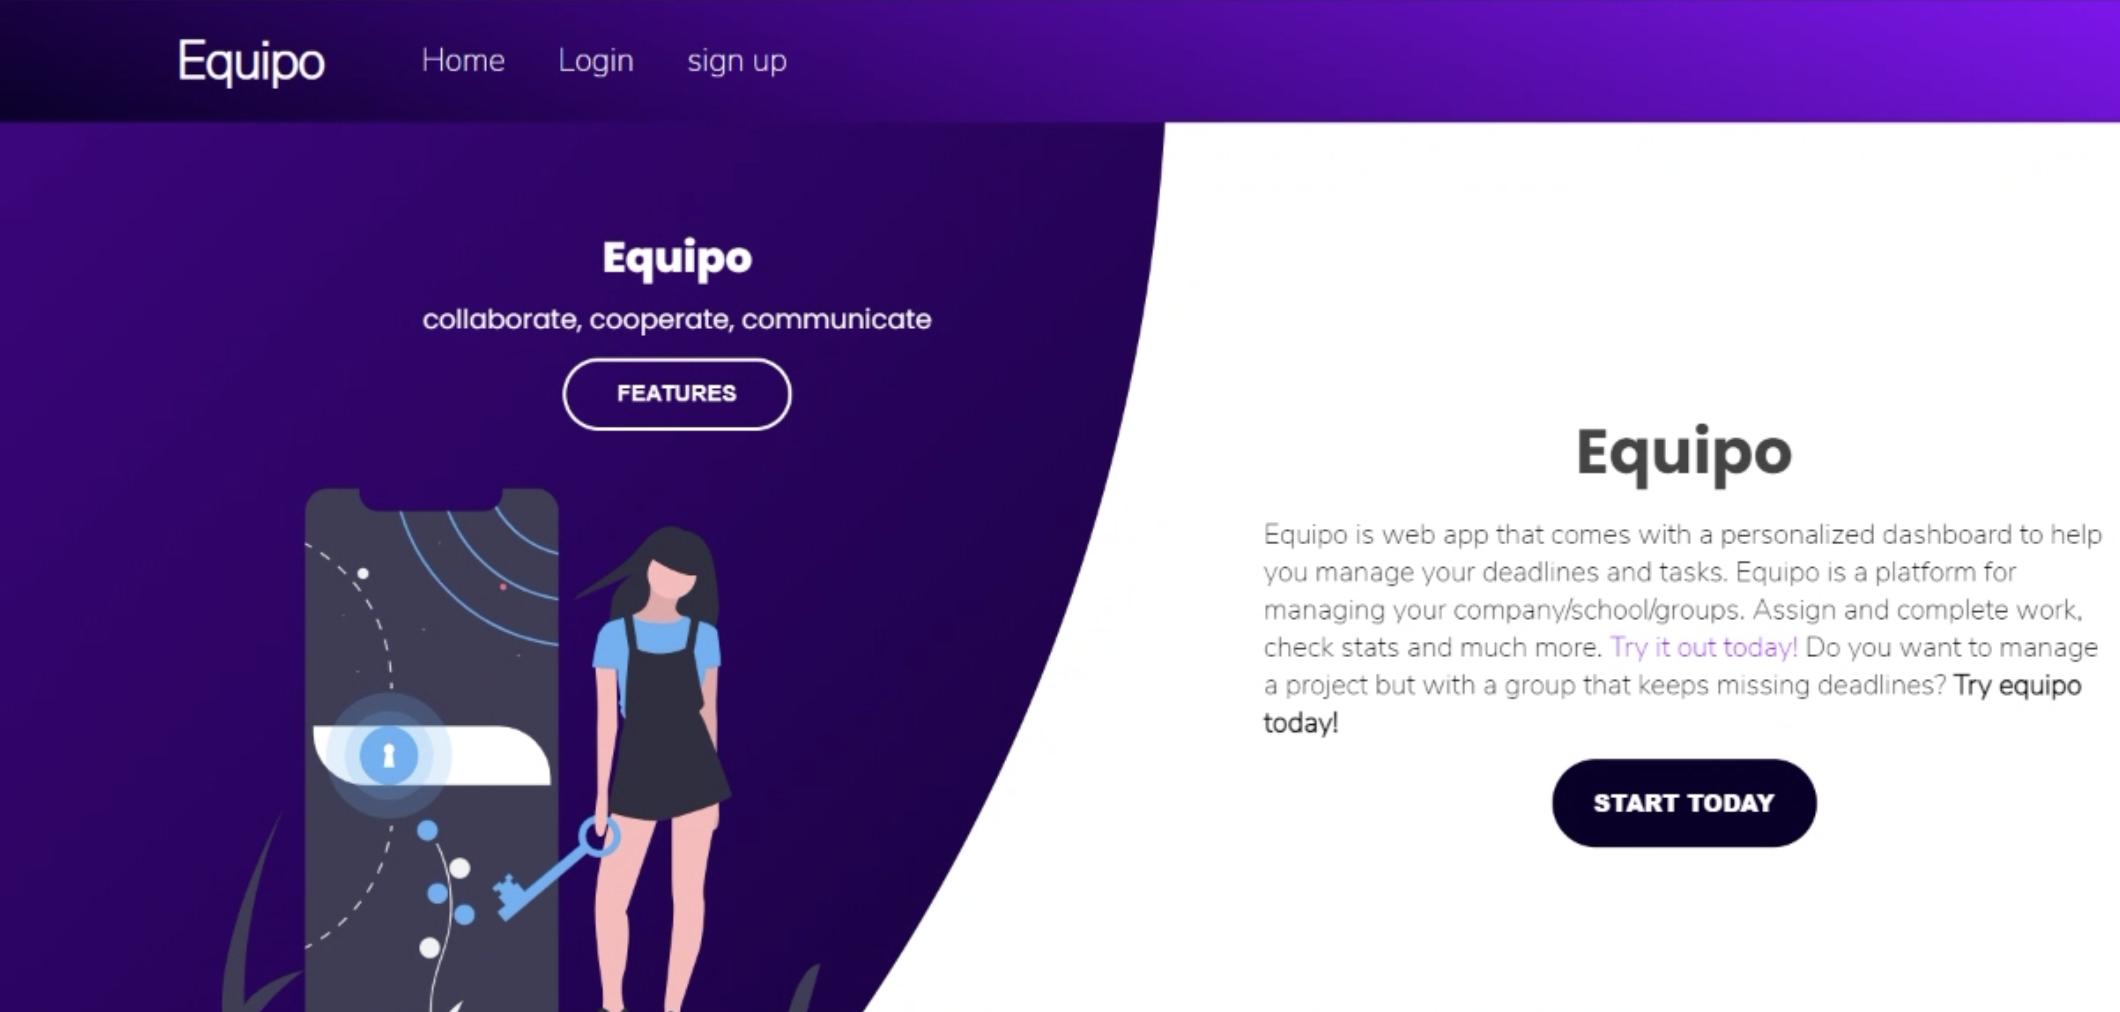 Equipo Home Login sign up
Equipo
collaborate, cooperate, communicate
FEATURES
Equipo
Equipo is web app that comes with a personalized dashboard to help
you manage your deadlines and tasks. Equipo is a platform for
managing your company/school/groups. Assign and complete work,
check stats and much more. Try it out today! Do you want to manage
a project but with a group that keeps missing deadlines? Try equipo
today!
START TODAY